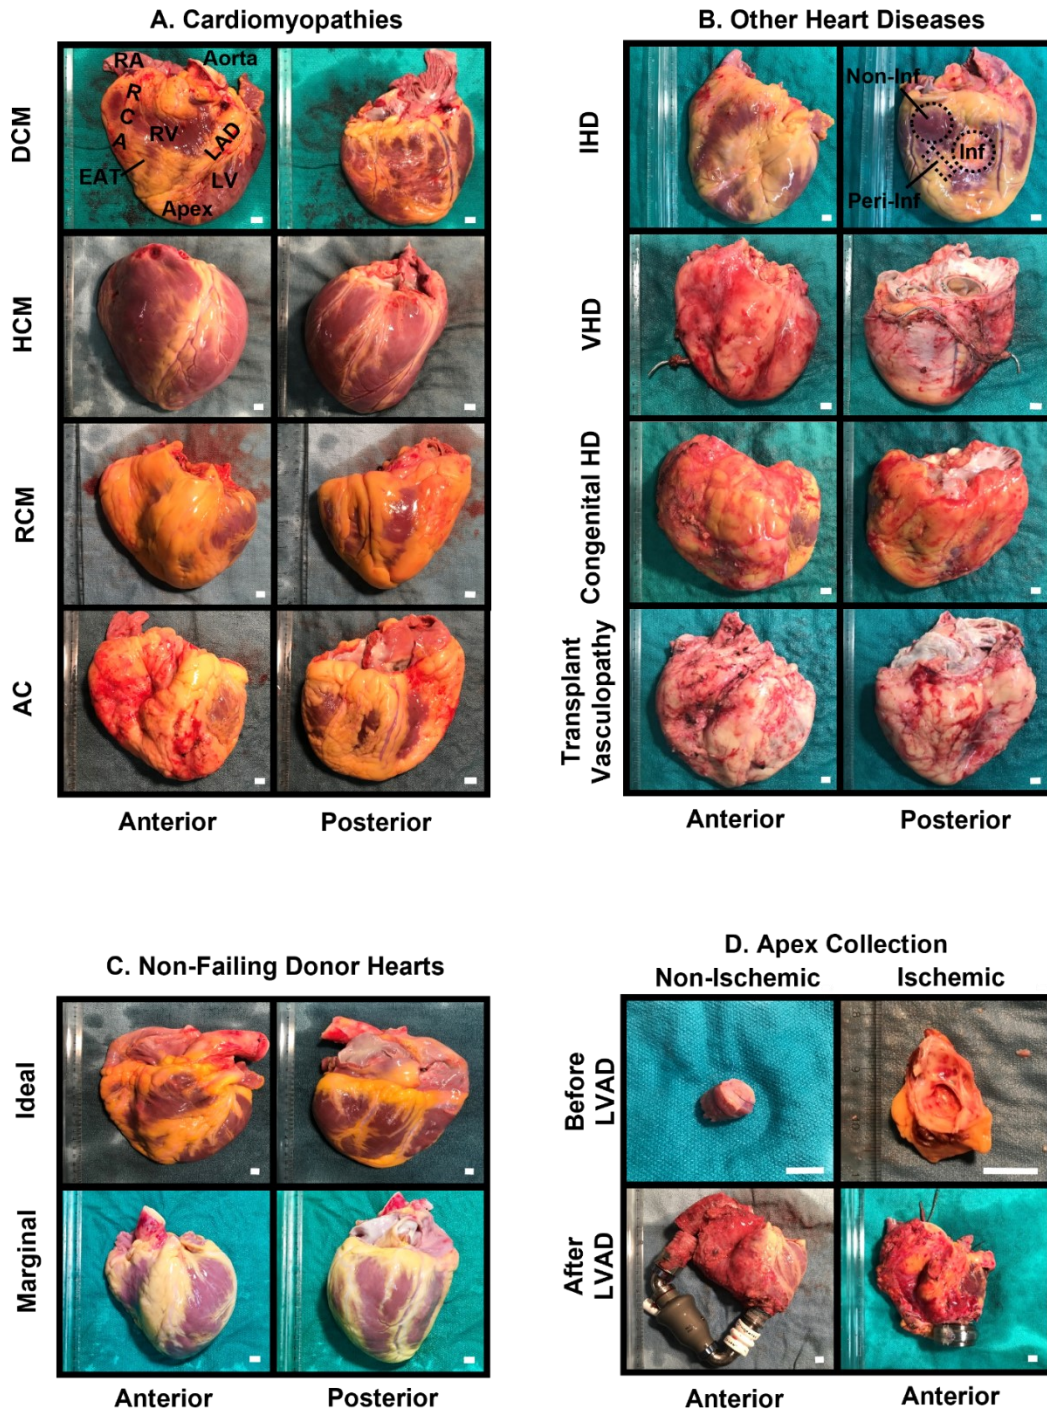 A. Cardiomyopathies
DCM
RA
Aorta
RCA
RV
LAD
EAT
LV
Apex
HCM
RCM
AC
Anterior
Posterior
B. Other Heart Diseases
IHD
Non-Inf
Inf
Peri-Inf
VHD
Congenital HD
Transplant
Vasculopathy
Anterior
Posterior
C. Non-Failing Donor Hearts
Ideal
Marginal
Anterior
Posterior
D. Apex Collection
Non-Ischemic
Ischemic
Before
LVAD
After
LVAD
Anterior
Anterior